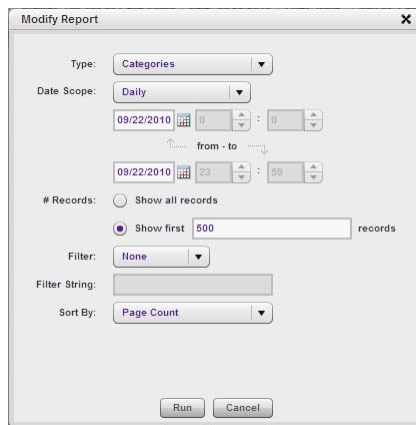 Modify Report
Type: Categories
Date Scope: Daily
09/22/2010 0 : 0
from - to
09/22/2010 23 : 59
# Records: Show all records
Show first 500 records
Filter: None
Filter String:
Sort By: Page Count
Run Cancel